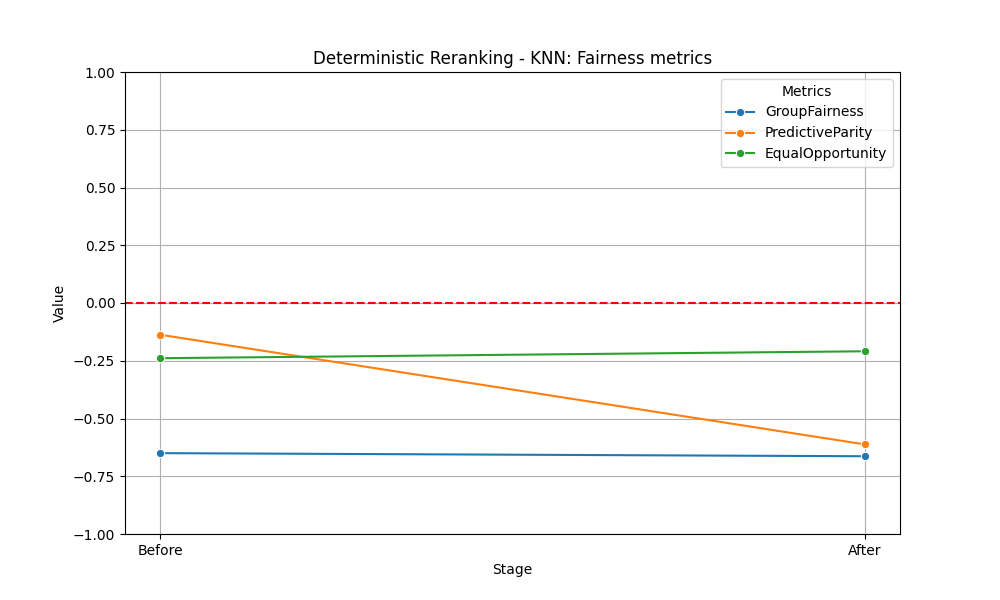 Deterministic Reranking - KNN: Fairness metrics
Metrics
GroupFairness
PredictiveParity
EqualOpportunity
1.00
0.75
0.50
0.25
0.00
−0.25
−0.50
−0.75
−1.00
Value
Before
After
Stage